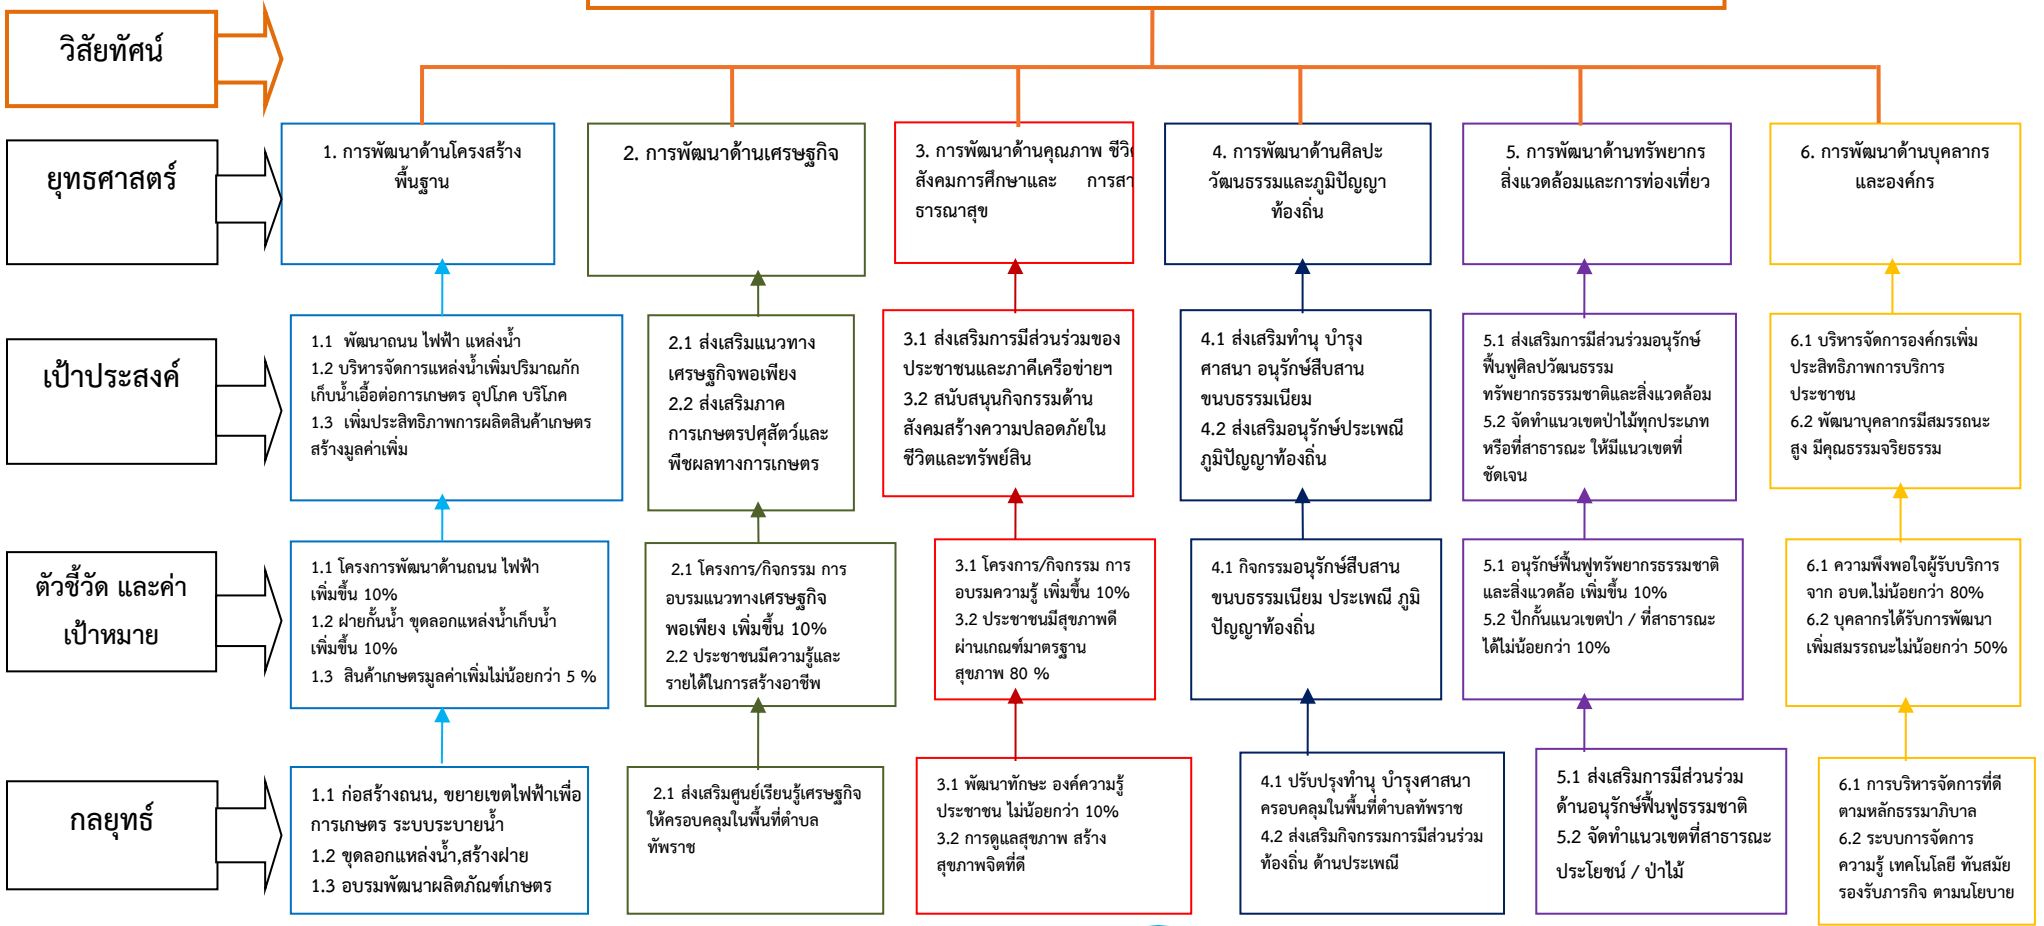 วิสัยทัศน์
ยุทธศาสตร์
1. การพัฒนาด้านโครงสร้าง
พื้นฐาน
2. การพัฒนาด้านเศรษฐกิจ
3. การพัฒนาด้านคุณภาพ ชีวิต
สังคมการศึกษาและ การสา
ธารณาสุข
4. การพัฒนาด้านศิลปะ
วัฒนธรรมและภูมิปัญญา
ท้องถิ่น
5. การพัฒนาด้านทรัพยากร
สิ่งแวดล้อมและการท่องเที่ยว
6. การพัฒนาด้านบุคลากร
และองค์กร
เป้าประสงค์
1.1 พัฒนาถนน ไฟฟ้า แหล่งน้ำ
1.2 บริหารจัดการแหล่งน้ำเพิ่มปริมาณกัก
เก็บน้ำเอื้อต่อการเกษตร อุปโภค บริโภค
1.3 เพิ่มประสิทธิภาพการผลิตสินค้าเกษตร
สร้างมูลค่าเพิ่ม
2.1 ส่งเสริมแนวทาง
เศรษฐกิจพอเพียง
2.2 ส่งเสริมภาค
การเกษตรปศุสัตว์และ
พืชผลทางการเกษตร
3.1 ส่งเสริมการมีส่วนร่วมของ
ประชาชนและภาคีเครือข่ายฯ
3.2 สนับสนุนกิจกรรมด้าน
สังคมสร้างความปลอดภัยใน
ชีวิตและทรัพย์สิน
4.1 ส่งเสริมทำนุ บำรุง
ศาสนา อนุรักษ์สืบสาน
ขนบธรรมเนียม
4.2 ส่งเสริมอนุรักษ์ประเพณี
ภูมิปัญญาท้องถิ่น
5.1 ส่งเสริมการมีส่วนร่วมอนุรักษ์
ฟื้นฟูศิลปวัฒนธรรม
ทรัพยากรธรรมชาติและสิ่งแวดล้อม
5.2 จัดทำแนวเขตป่าไม้ทุกประเภท
หรือที่สาธารณะ ให้มีแนวเขตที่
ชัดเจน
6.1 บริหารจัดการองค์กรเพิ่ม
ประสิทธิภาพการบริการ
ประชาชน
6.2 พัฒนาบุคลากรมีสมรรถนะ
สูง มีคุณธรรมจริยธรรม
ตัวชี้วัด และค่า
เป้าหมาย
1.1 โครงการพัฒนาด้านถนน ไฟฟ้า
เพิ่มขึ้น 10%
1.2 ฝายกั้นน้ำ ขุดลอกแหล่งน้ำเก็บน้ำ
เพิ่มขึ้น 10%
1.3 สินค้าเกษตรมูลค่าเพิ่มไม่น้อยกว่า 5 %
2.1 โครงการ/กิจกรรม การ
อบรมแนวทางเศรษฐกิจ
พอเพียง เพิ่มขึ้น 10%
2.2 ประชาชนมีความรู้และ
รายได้ในการสร้างอาชีพ
3.1 โครงการ/กิจกรรม การ
อบรมความรู้ เพิ่มขึ้น 10%
3.2 ประชาชนมีสุขภาพดี
ผ่านเกณฑ์มาตรฐาน
สุขภาพ 80 %
4.1 กิจกรรมอนุรักษ์สืบสาน
ขนบธรรมเนียม ประเพณี ภูมิ
ปัญญาท้องถิ่น
5.1 อนุรักษ์ฟื้นฟูทรัพยากรธรรมชาติ
และสิ่งแวดล้อ เพิ่มขึ้น 10%
5.2 ปักกั้นแนวเขตป่า / ที่สาธารณะ
ได้ไม่น้อยกว่า 10%
6.1 ความพึงพอใจผู้รับบริการ
จาก อบต.ไม่น้อยกว่า 80%
6.2 บุคลากรได้รับการพัฒนา
เพิ่มสมรรถนะไม่น้อยกว่า 50%
กลยุทธ์
1.1 ก่อสร้างถนน, ขยายเขตไฟฟ้าเพื่อ
การเกษตร ระบบระบายน้ำ
1.2 ขุดลอกแหล่งน้ำ,สร้างฝาย
1.3 อบรมพัฒนาผลิตภัณฑ์เกษตร
2.1 ส่งเสริมศูนย์เรียนรู้เศรษฐกิจ
ให้ครอบคลุมในพื้นที่ตำบล
ทัพราช
3.1 พัฒนาทักษะ องค์ความรู้
ประชาชน ไม่น้อยกว่า 10%
3.2 การดูแลสุขภาพ สร้าง
สุขภาพจิตที่ดี
4.1 ปรับปรุงทำนุ บำรุงศาสนา
ครอบคลุมในพื้นที่ตำบลทัพราช
4.2 ส่งเสริมกิจกรรมการมีส่วนร่วม
ท้องถิ่น ด้านประเพณี
5.1 ส่งเสริมการมีส่วนร่วม
ด้านอนุรักษ์ฟื้นฟูธรรมชาติ
5.2 จัดทำแนวเขตที่สาธารณะ
ประโยชน์ / ป่าไม้
6.1 การบริหารจัดการที่ดี
ตามหลักธรรมาภิบาล
6.2 ระบบการจัดการ
ความรู้ เทคโนโลยี ทันสมัย
รองรับภารกิจ ตามนโยบาย